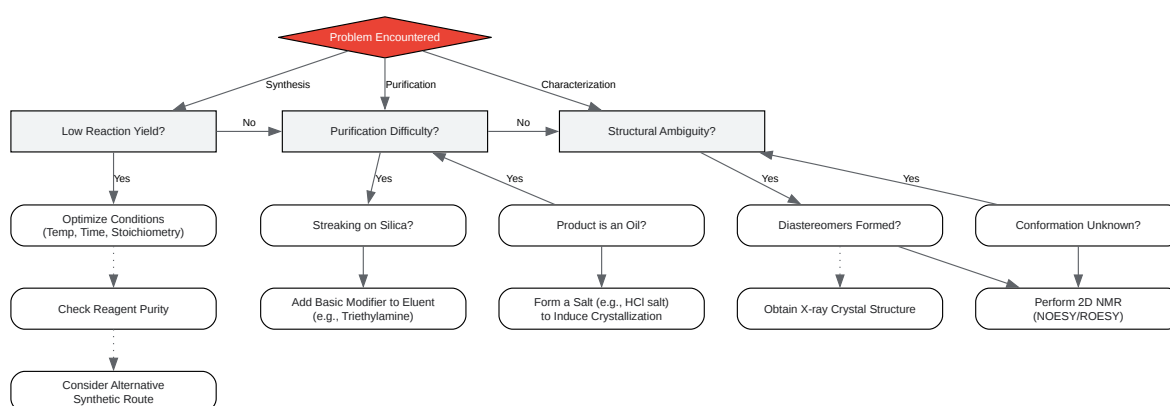 Problem Encountered
Synthesis
Purification
Characterization
Low Reaction Yield?
No
Purification Difficulty?
No
Structural Ambiguity?
Yes
Yes
Yes
Yes
Yes
Optimize Conditions
(Temp, Time, Stoichiometry)
Streaking on Silica?
Product is an Oil?
Diastereomers Formed?
Conformation Unknown?
Check Reagent Purity
Add Basic Modifier to Eluent
(e.g., Triethylamine)
Form a Salt (e.g., HCl salt)
to Induce Crystallization
Obtain X-ray Crystal Structure
Perform 2D NMR
(NOESY/ROESY)
Consider Alternative
Synthetic Route